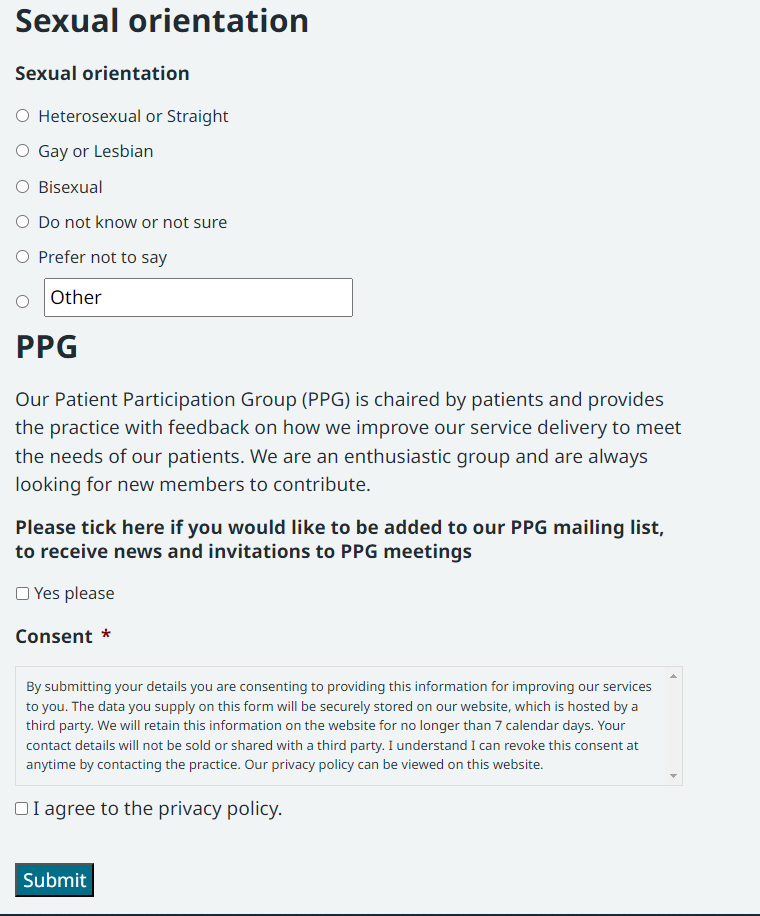 Sexual orientation
Sexual orientation
Heterosexual or Straight
Gay or Lesbian
Bisexual
Do not know or not sure
Prefer not to say
Other
PPG
Our Patient Participation Group (PPG) is chaired by patients and provides
the practice with feedback on how we improve our service delivery to meet
the needs of our patients. We are an enthusiastic group and are always
looking for new members to contribute.
Please tick here if you would like to be added to our PPG mailing list,
to receive news and invitations to PPG meetings
Yes please
Consent *
By submitting your details you are consenting to providing this information for improving our services
to you. The data you supply on this form will be securely stored on our website, which is hosted by a
third party. We will retain this information on the website for no longer than 7 calendar days. Your
contact details will not be sold or shared with a third party. I understand I can revoke this consent at
anytime by contacting the practice. Our privacy policy can be viewed on this website.
I agree to the privacy policy.
Submit